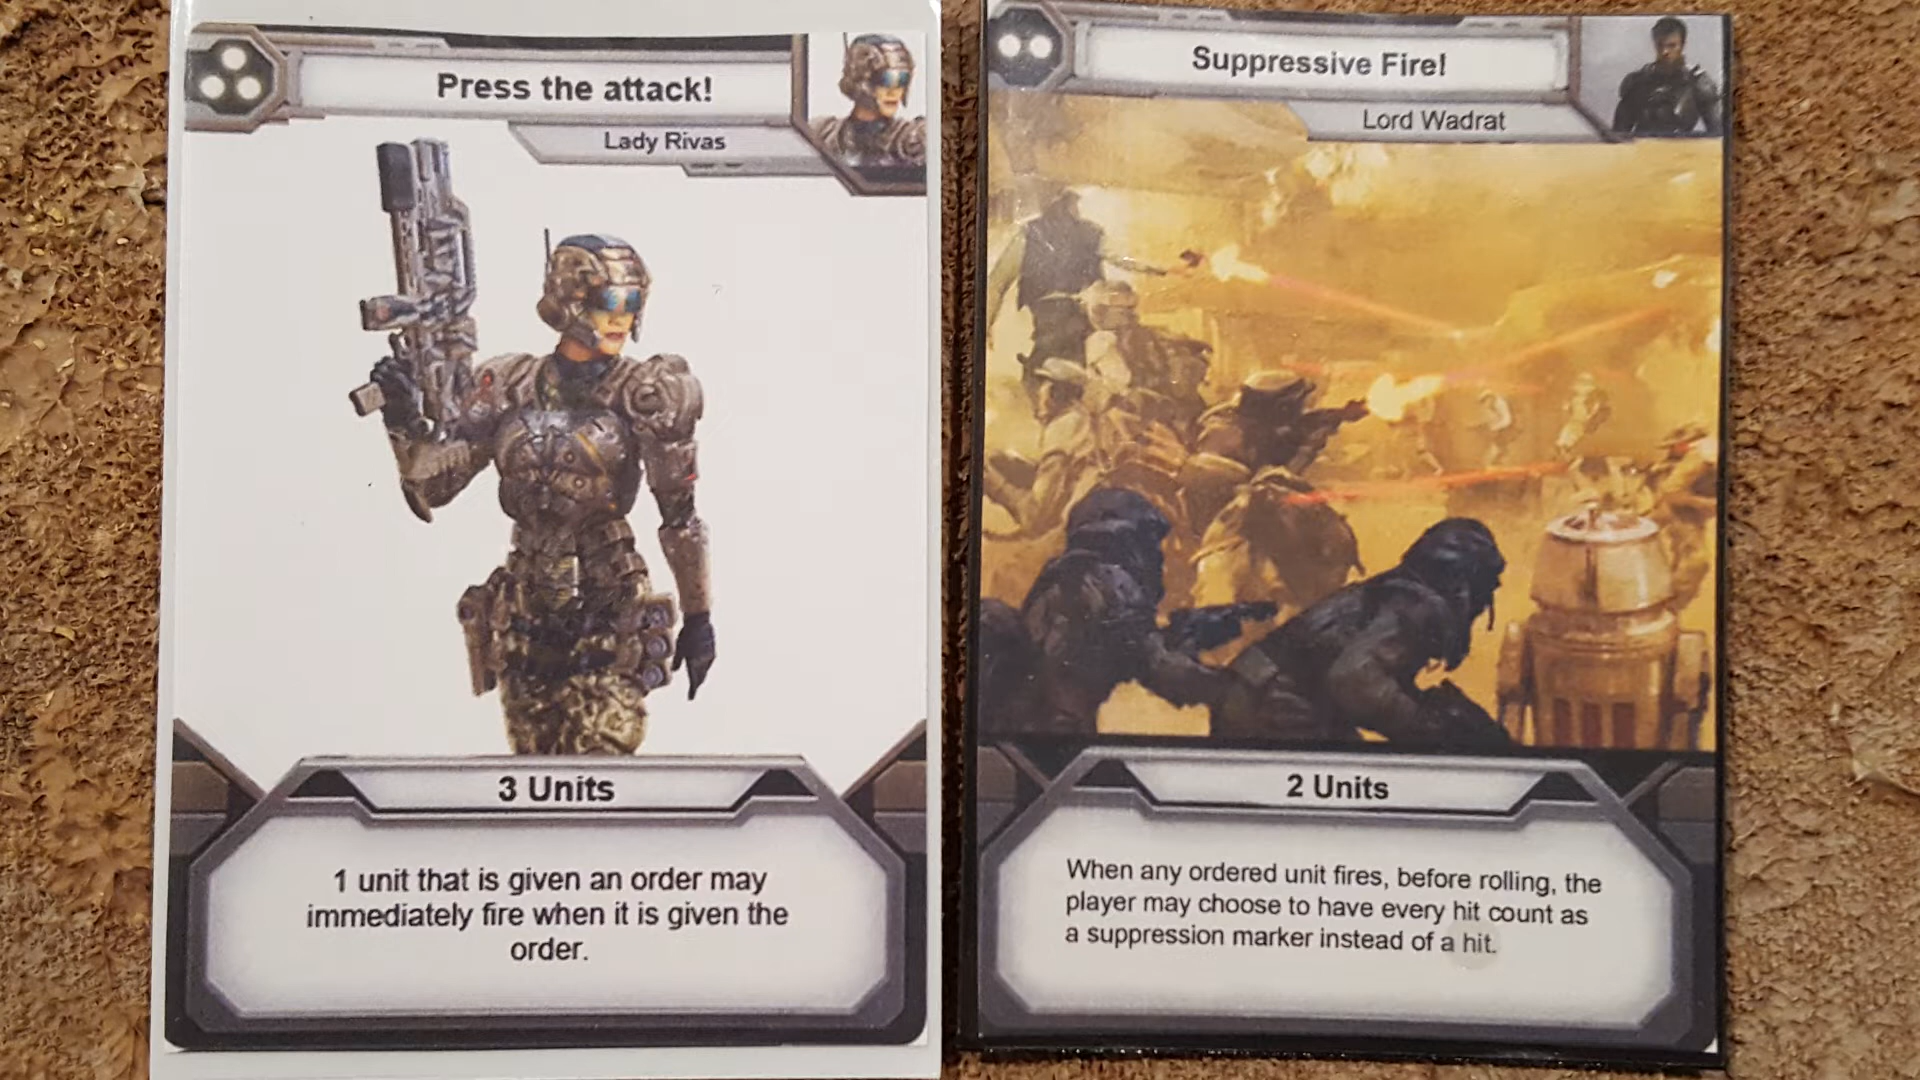 Press the attack!
Lady Rivas
3 Units
1 unit that is given an order may
immediately fire when it is given the
order.
Suppressive Fire!
Lord Wadrat
2 Units
When any ordered unit fires, before rolling, the
player may choose to have every hit count as
a suppression marker instead of a hit.